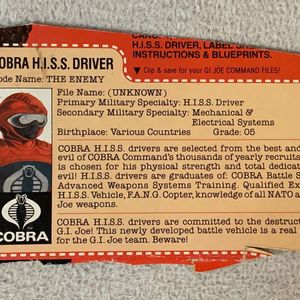 H.I.S.S. DRIVER, LABEL
INSTRUCTIONS & BLUEPRINTS.
▼ Clip & save for your G.I. JOE COMMAND FILES!
COBRA H.I.S.S. DRIVER
ode Name: THE ENEMY
File Name: (UNKNOWN)
Primary Military Specialty: H.I.S.S. Driver
Secondary Military Specialty: Mechanical &
Electrical Systems
Birthplace: Various Countries Grade: O5
COBRA H.I.S.S. drivers are selected from the best and
evil of COBRA Command's thousands of yearly recruits
is chosen for his physical strength and total dedicat
evil! H.I.S.S. drivers are graduates of: COBRA Battle S
Advanced Weapons Systems Training. Qualified Ex
H.I.S.S. Vehicle, F.A.N.G. Copter, knowledge of all NATO a
Joe weapons.
COBRA H.I.S.S. drivers are committed to the destruct
G.I. Joe! This newly developed battle vehicle is a real
for the G.I. Joe team. Beware!
COBRA